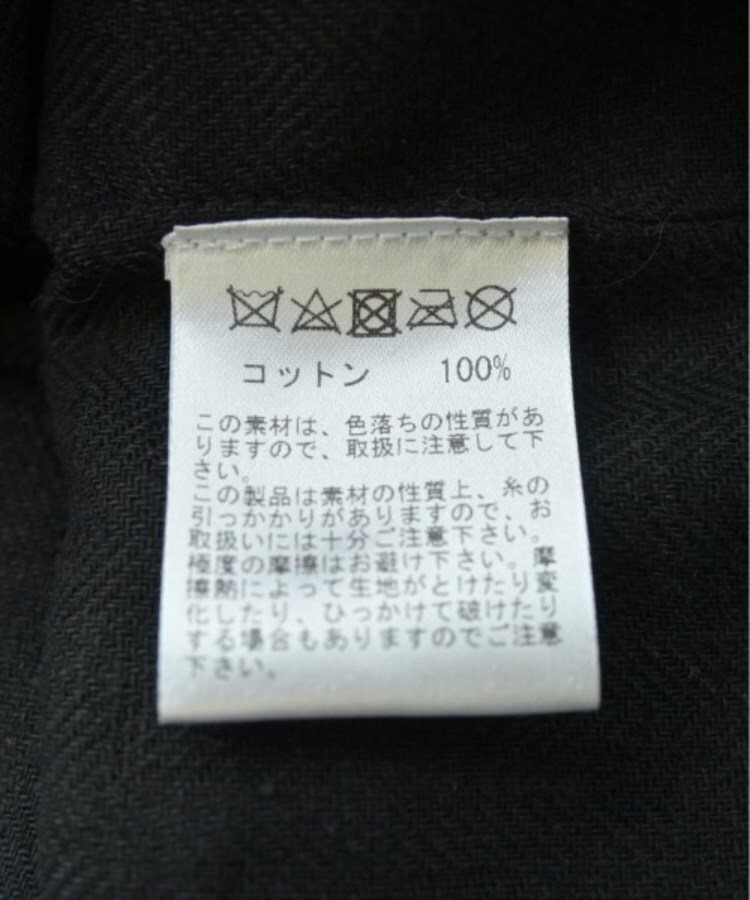 コットン 100%
この素材は、色落ちの性質があ
りますので、取扱に注意して下
さい。
この製品は素材の性質上、糸の
引っかかりがありますので、お
取扱いには十分ご注意下さい。
極度の摩擦はお避け下さい。摩
擦熱によって生地がとけたり変
化したり、ひっかけて破けたり
する場合もありますのでご注意
下さい。